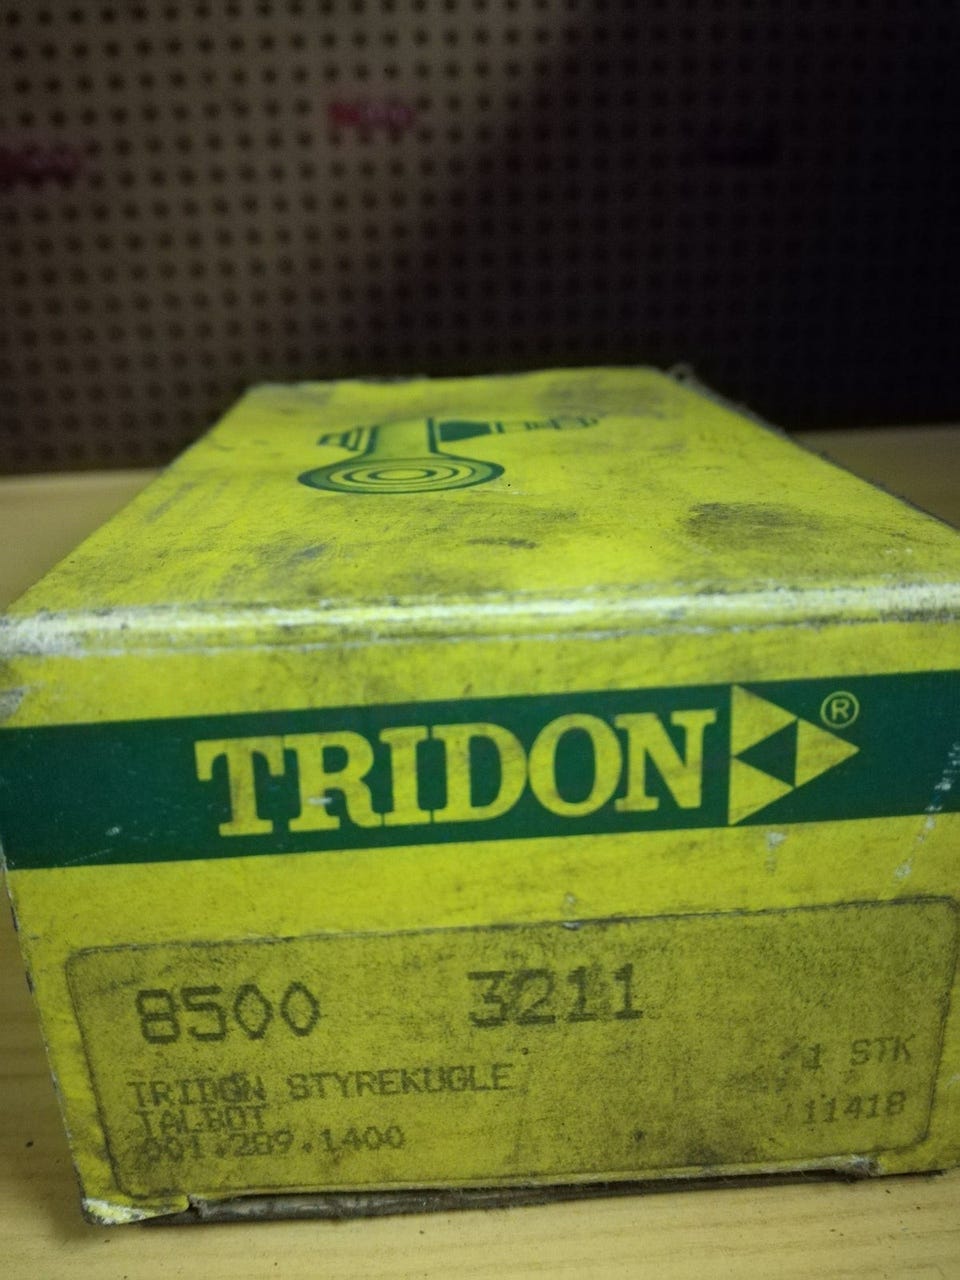 TRIDON ®
8500 3211
TRIDON STYREKUGLE 1 STK
TALBOT 11418
001.289.1400